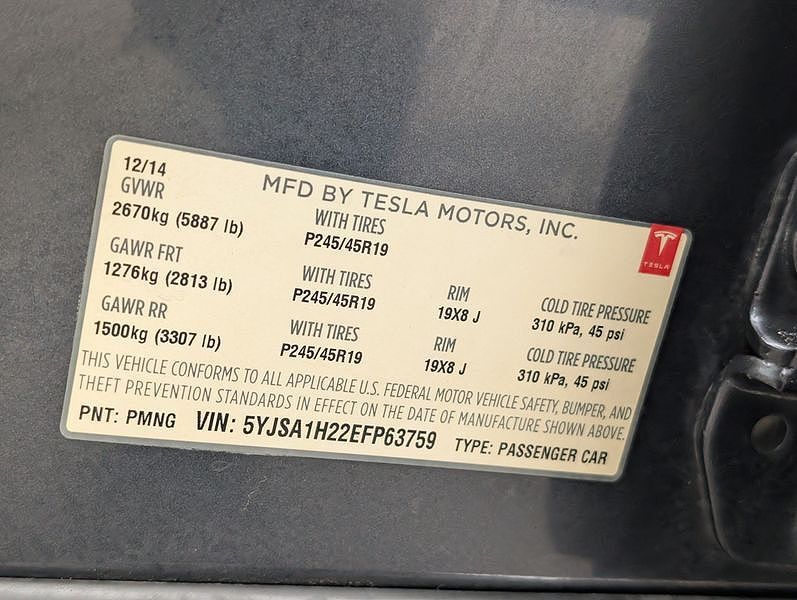 12/14
MFD BY TESLA MOTORS, INC.
GVWR
2670kg (5887 lb)
WITH TIRES
P245/45R19
TESLA
GAWR FRT
1276kg (2813 lb)
WITH TIRES
P245/45R19
RIM
19X8 J
COLD TIRE PRESSURE
310 kPa, 45 psi
GAWR RR
1500kg (3307 lb)
WITH TIRES
P245/45R19
RIM
19X8 J
COLD TIRE PRESSURE
310 kPa, 45 psi
THIS VEHICLE CONFORMS TO ALL APPLICABLE U.S. FEDERAL MOTOR VEHICLE SAFETY, BUMPER, AND
THEFT PREVENTION STANDARDS IN EFFECT ON THE DATE OF MANUFACTURE SHOWN ABOVE.
PNT: PMNG VIN: 5YJSA1H22EFP63759 TYPE: PASSENGER CAR